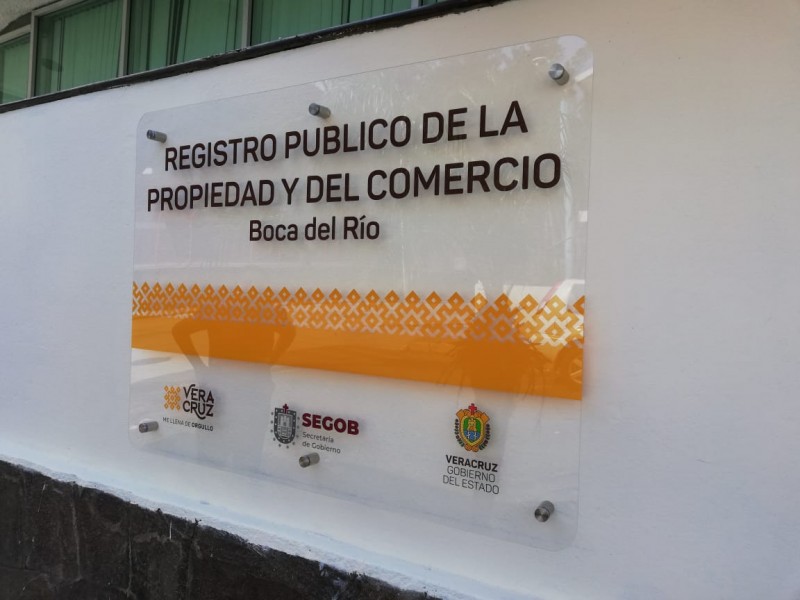 REGISTRO PUBLICO DE LA
PROPIEDAD Y DEL COMERCIO
Boca del Río
VERA
CRUZ
ME LLENA DE ORGULLO
SEGOB
Secretaría
de Gobierno
VERACRUZ
GOBIERNO
DEL ESTADO